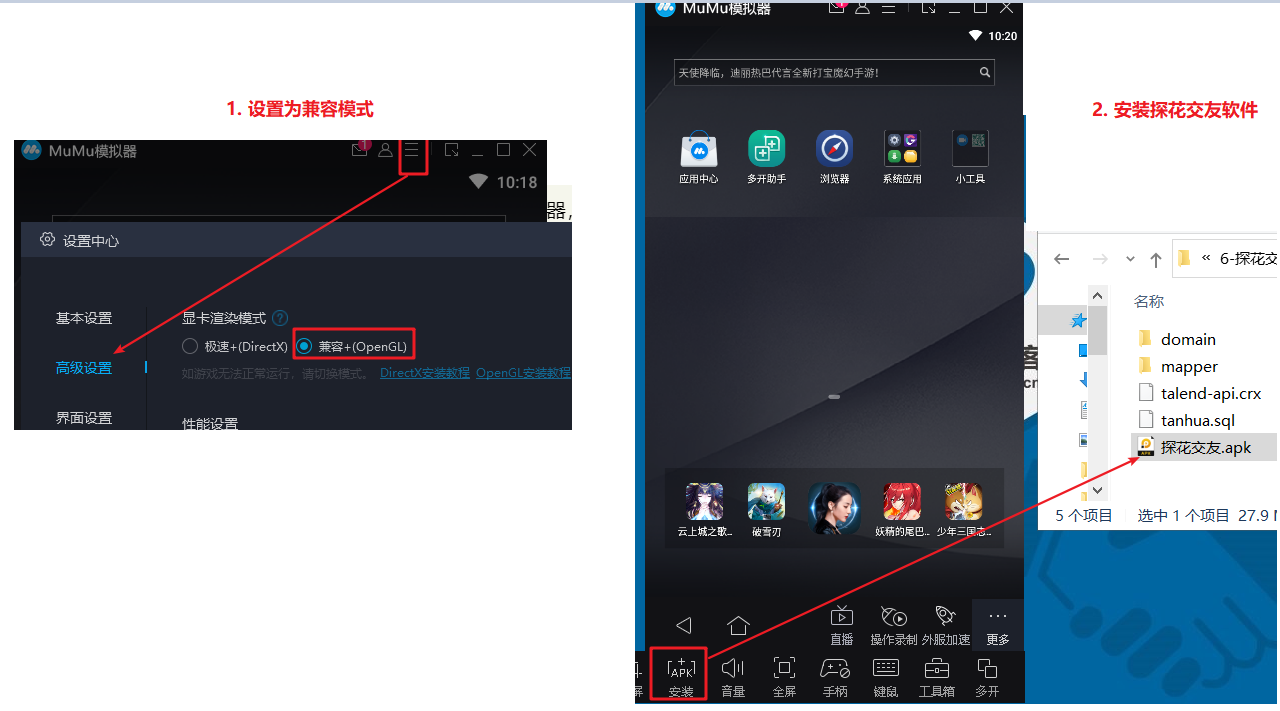 1. 设置为兼容模式
MuMu模拟器
1
10:18
器,
设置中心
基本设置
显卡渲染模式 ?
极速+(DirectX) 兼容+(OpenGL)
高级设置
如游戏无法正常运行，请切换模式。 DirectX安装教程 OpenGL安装教程
界面设置
性能设置
MuMu模拟器
10:20
天使降临，迪丽热巴代言全新打宝魔幻手游！
应用中心 多开助手 浏览器 系统应用 小工具
云上城之歌... 破雪刃 妖精的尾巴... 少年三国志...
直播 操作录制 外服加速 更多
屏 APK 安装 音量 全屏 手柄 键鼠 工具箱 多开
2. 安装探花交友软件
« 6-探花交
名称
domain
mapper
talend-api.crx
tanhua.sql
探花交友.apk
5 个项目 选中 1 个项目 27.9
客
cn